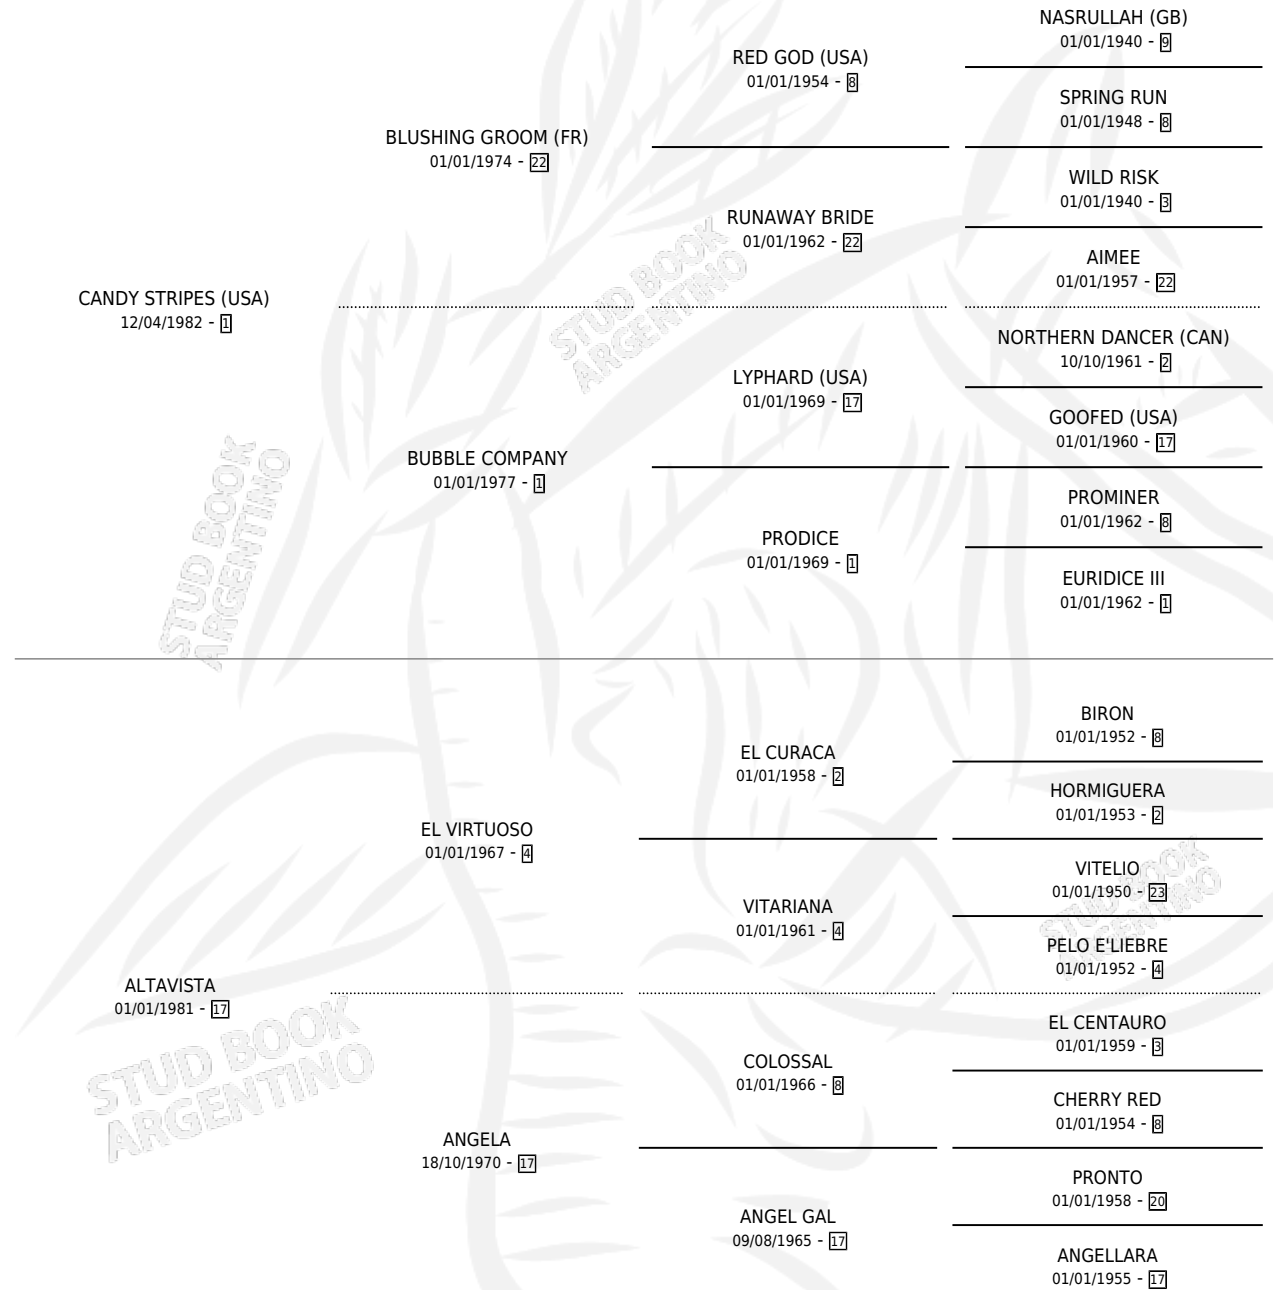 NASRULLAH (GB)
01/01/1940 - 9
RED GOD (USA)
01/01/1954 - 8
SPRING RUN
01/01/1948 - 8
BLUSHING GROOM (FR)
01/01/1974 - 22
WILD RISK
01/01/1940 - 3
RUNAWAY BRIDE
01/01/1962 - 22
AIMEE
01/01/1957 - 22
CANDY STRIPES (USA)
12/04/1982 - 1
NORTHERN DANCER (CAN)
10/10/1961 - 2
LYPHARD (USA)
01/01/1969 - 17
GOOFED (USA)
01/01/1960 - 17
BUBBLE COMPANY
01/01/1977 - 1
PROMINER
01/01/1962 - 8
PRODICE
01/01/1969 - 1
EURIDICE III
01/01/1962 - 1
BIRON
01/01/1952 - 8
EL CURACA
01/01/1958 - 2
HORMIGUERA
01/01/1953 - 2
EL VIRTUOSO
01/01/1967 - 4
VITELIO
01/01/1950 - 23
VITARIANA
01/01/1961 - 4
PELO E'LIEBRE
01/01/1952 - 4
ALTAVISTA
01/01/1981 - 17
EL CENTAURO
01/01/1959 - 3
COLOSSAL
01/01/1966 - 8
CHERRY RED
01/01/1954 - 8
ANGELA
18/10/1970 - 17
PRONTO
01/01/1958 - 20
ANGEL GAL
09/08/1965 - 17
ANGELLARA
01/01/1955 - 17
STUD BOOK
ARGENTINO
STUD BOOK
ARGENTINO
STUD BOOK
ARGENTINO
STUD BOOK
ARGENTINO